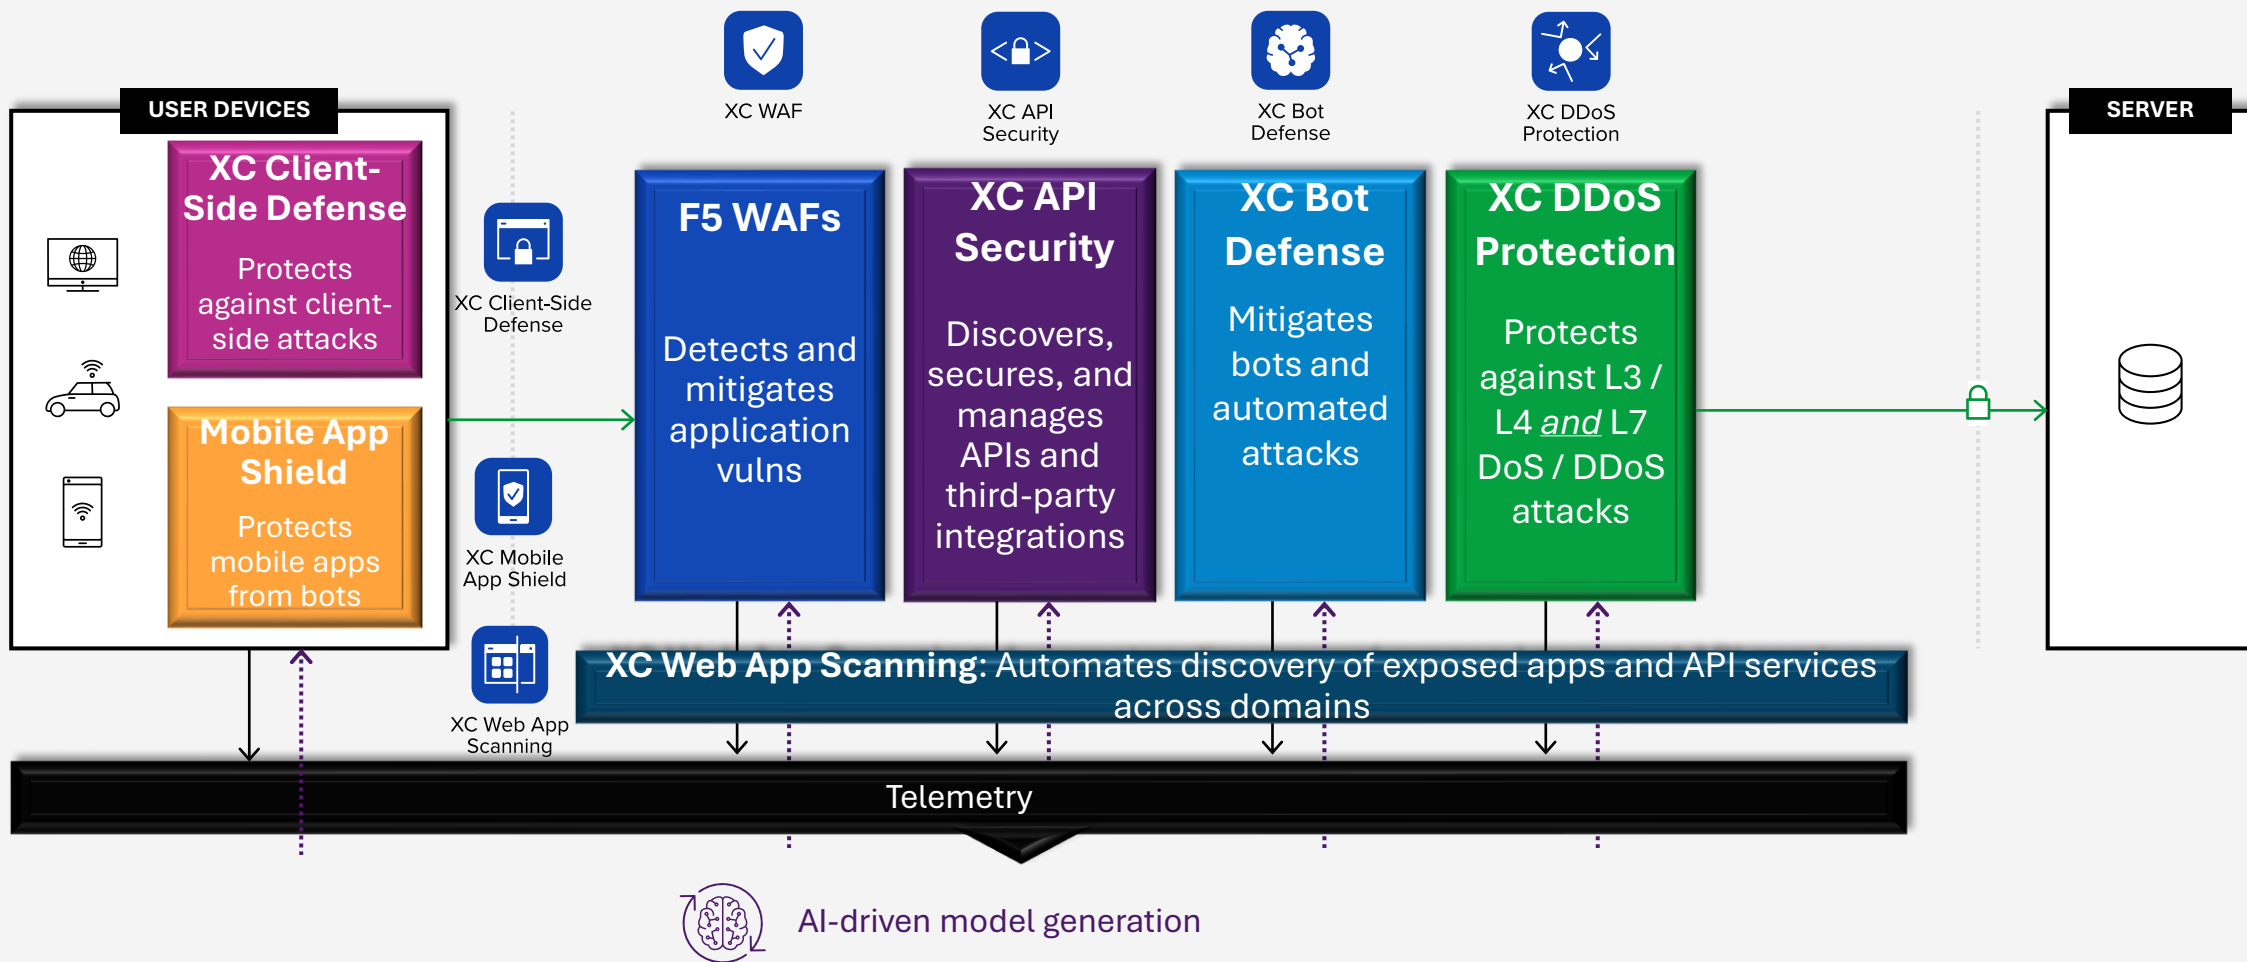 XC WAF
XC API
Security
XC Bot
Defense
XC DDoS
Protection
USER DEVICES
SERVER
XC Client-
Side Defense
Protects
against client-
side attacks
Mobile App
Shield
Protects
mobile apps
from bots
XC Client-Side
Defense
XC Mobile
App Shield
XC Web App
Scanning
F5 WAFs
Detects and
mitigates
application
vulns
XC API
Security
Discovers,
secures, and
manages
APIs and
third-party
integrations
XC Bot
Defense
Mitigates
bots and
automated
attacks
XC DDoS
Protection
Protects
against L3 /
L4 and L7
DoS / DDoS
attacks
XC Web App Scanning: Automates discovery of exposed apps and API services
across domains
Telemetry
AI-driven model generation